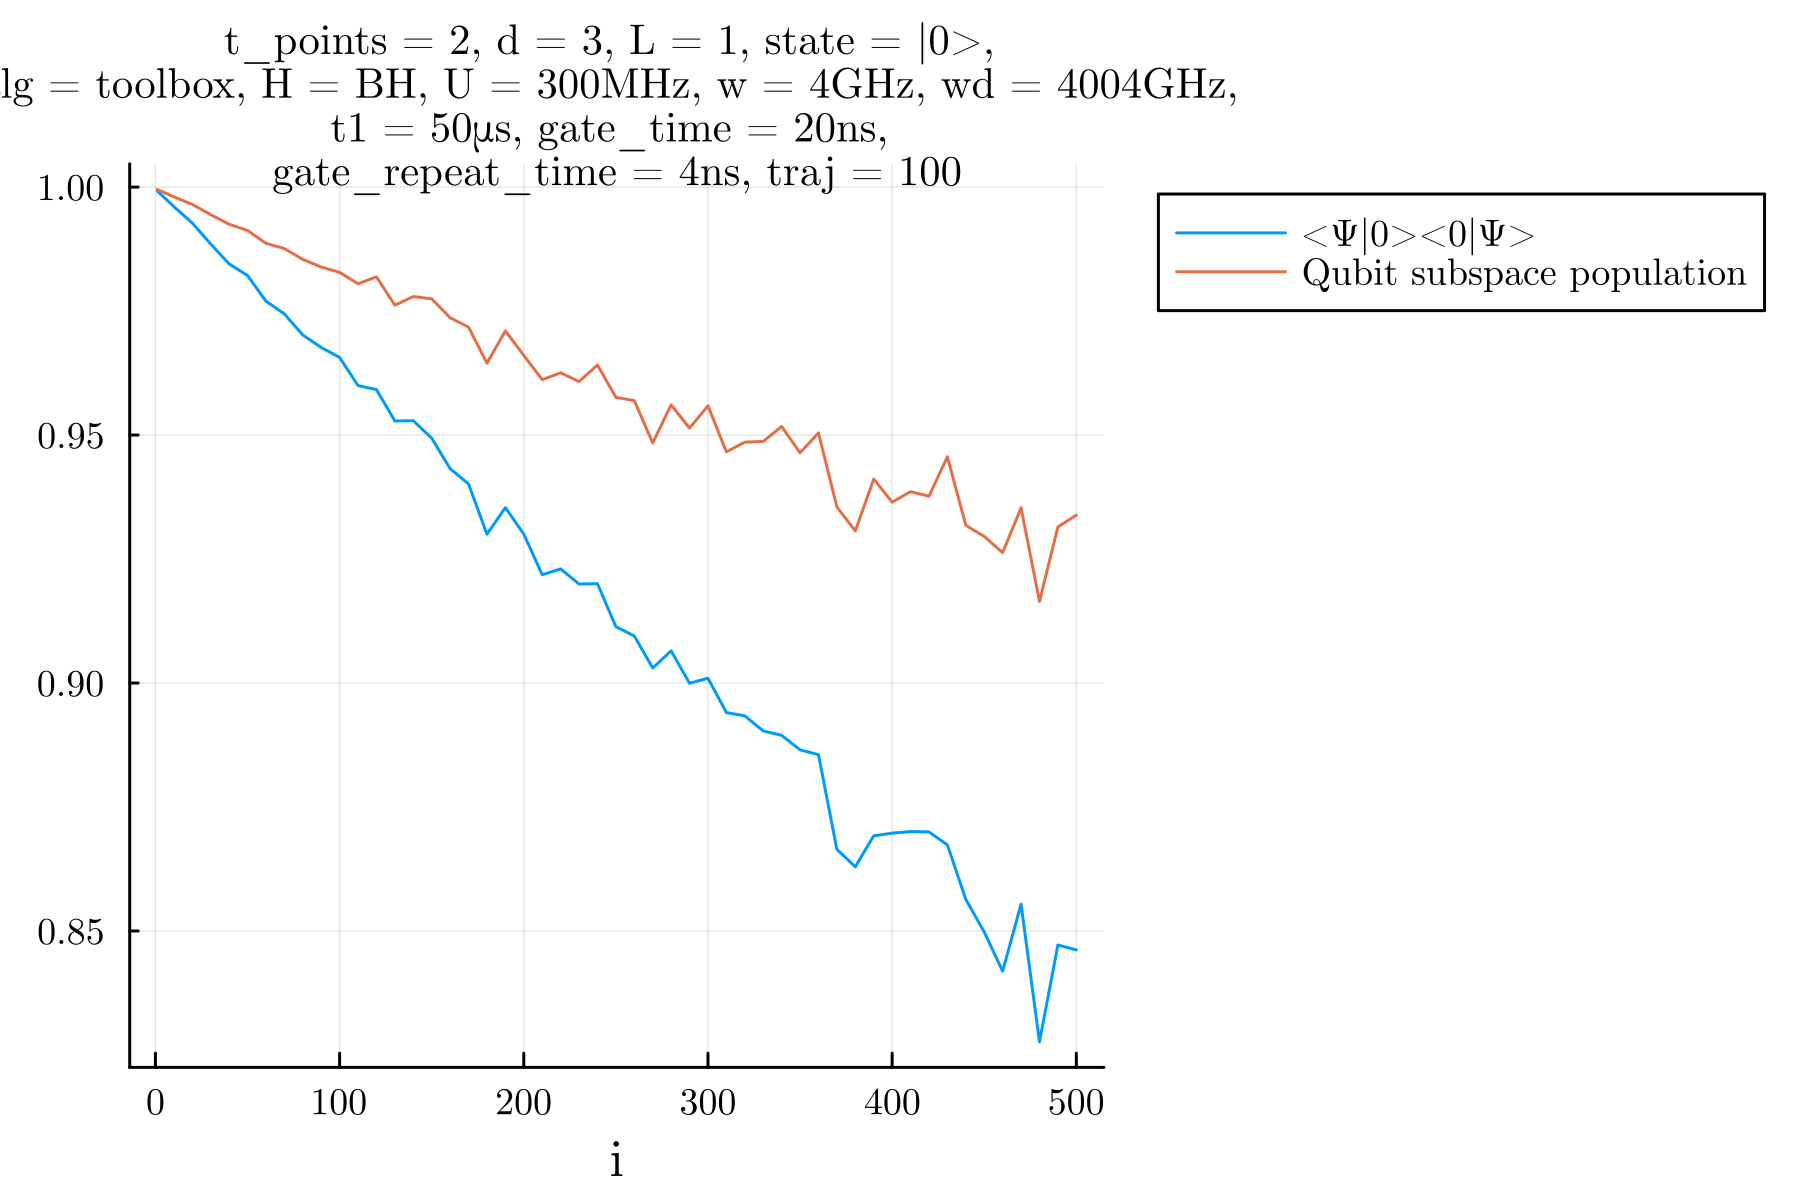 t_points = 2, d = 3, L = 1, state = |0>,
lg = toolbox, H = BH, U = 300MHz, w = 4GHz, wd = 4004GHz,
t1 = 50μs, gate_time = 20ns,
gate_repeat_time = 4ns, traj = 100
1.00
0.95
0.90
0.85
0 100 200 300 400 500
i
<Ψ|0><0|Ψ>
Qubit subspace population